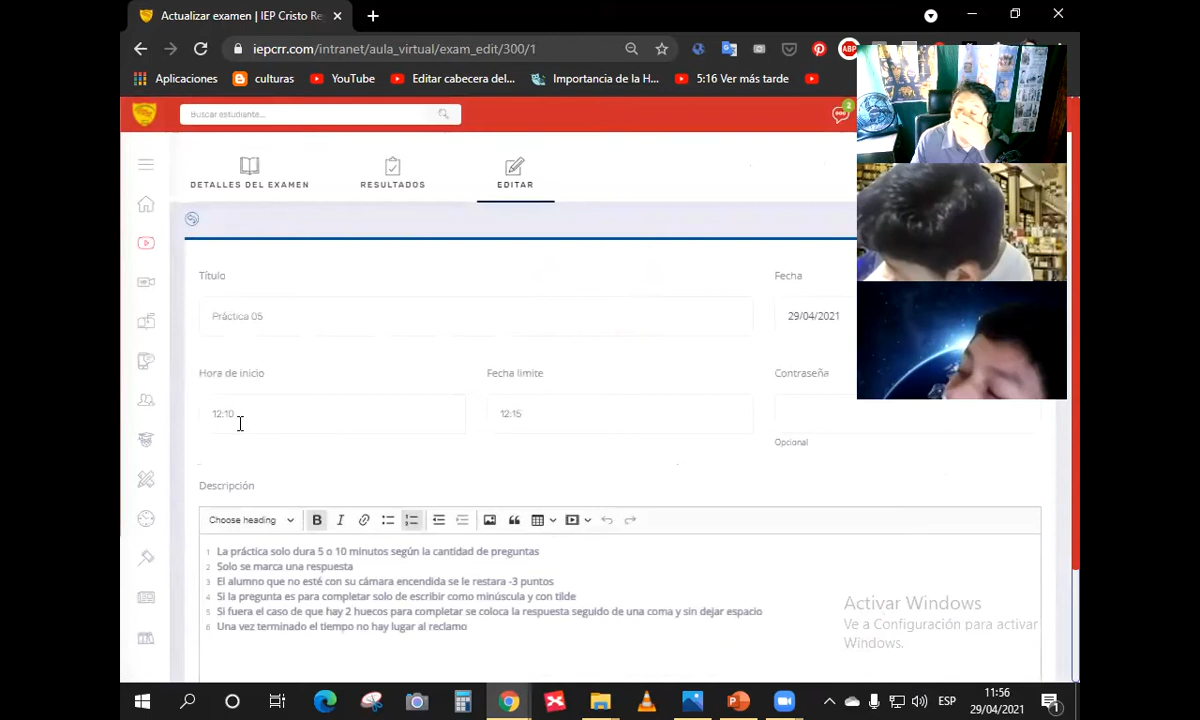 Actualizar examen | IEP Cristo Re
iepcrr.com/intranet/aula_virtual/exam_edit/300/1
ABP
Aplicaciones
culturas
YouTube
Editar cabecera del...
Importancia de la H...
5:16 Ver más tarde
Buscar estudiante...
2
DETALLES DEL EXAMEN
RESULTADOS
EDITAR
Título
Fecha
Práctica 05
29/04/2021
Hora de inicio
Fecha limite
Contraseña
12:10
12:15
Opcional
Descripción
Choose heading
B
I
1 La práctica solo dura 5 o 10 minutos según la cantidad de preguntas
2 Solo se marca una respuesta
3 El alumno que no esté con su cámara encendida se le restara -3 puntos
4 Si la pregunta es para completar solo de escribir como minúscula y con tilde
5 Si fuera el caso de que hay 2 huecos para completar se coloca la respuesta seguido de una coma y sin dejar espacio
6 Una vez terminado el tiempo no hay lugar al reclamo
Activar Windows
Ve a Configuración para activar
Windows.
ESP
11:56
29/04/2021
1